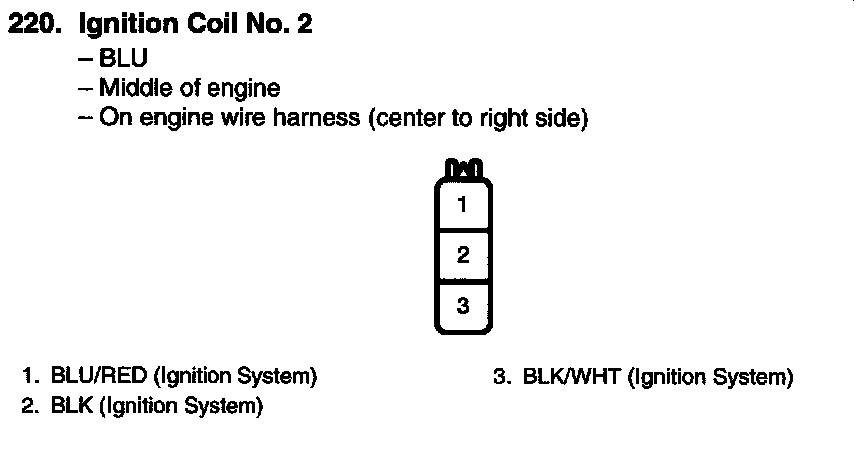 220. Ignition Coil No. 2
– BLU
– Middle of engine
– On engine wire harness (center to right side)
1
2
3
1. BLU/RED (Ignition System)
2. BLK (Ignition System)
3. BLK/WHT (Ignition System)